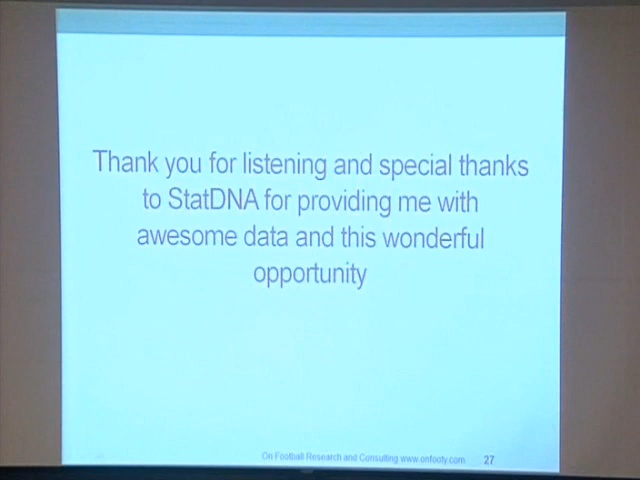 Thank you for listening and special thanks
to StatDNA for providing me with
awesome data and this wonderful
opportunity
On Football Research and Consulting www.onfooty.com 27